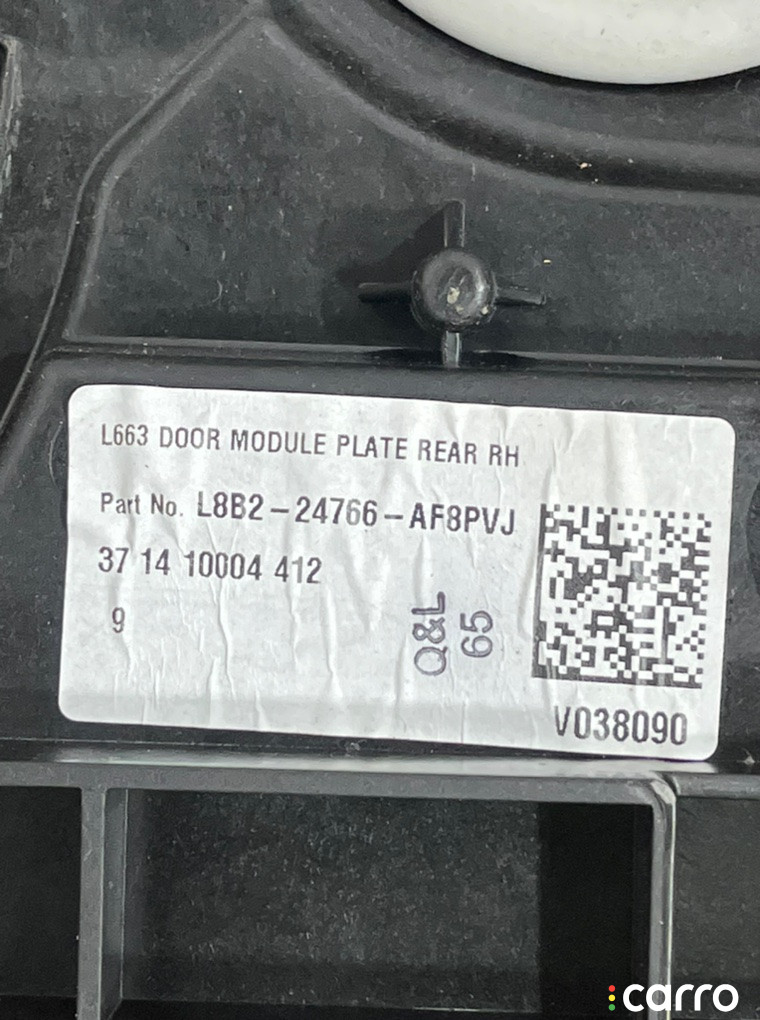 L663 DOOR MODULE PLATE REAR RH
Part No. L8B2-24766-AF8PVJ
37 14 10004 412
9
Q&L
65
V038090
carro